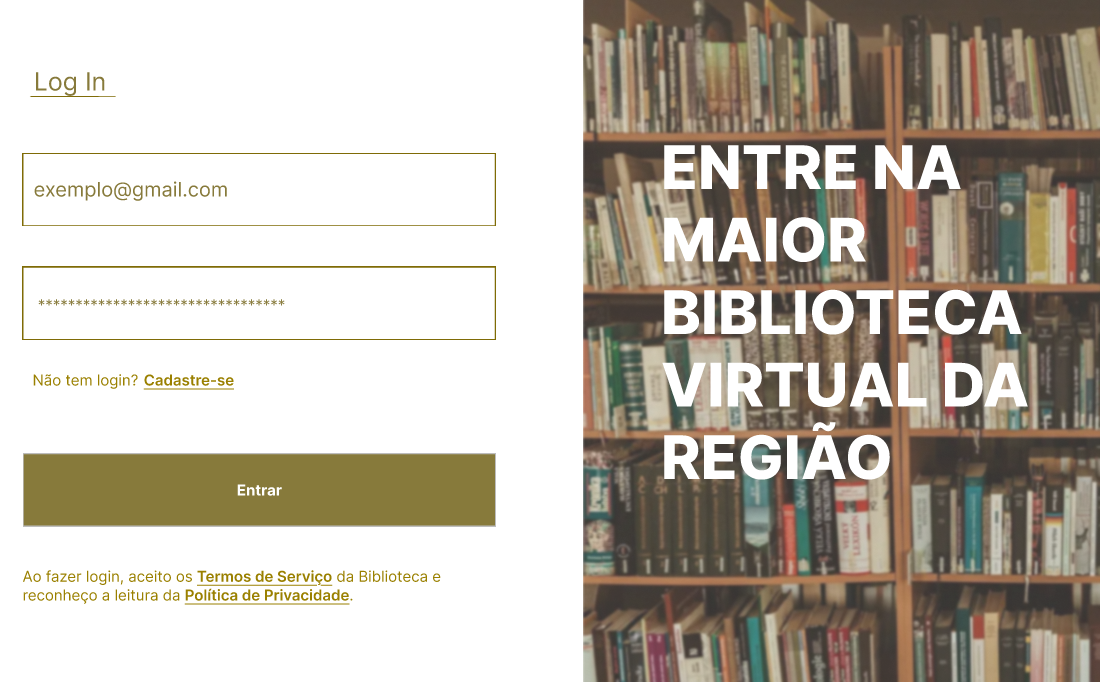 Log In
exemplo@gmail.com
*********************************
Não tem login? Cadastre-se
Entrar
Ao fazer login, aceito os Termos de Serviço da Biblioteca e
reconheço a leitura da Política de Privacidade.
ENTRE NA
MAIOR
BIBLIOTECA
VIRTUAL DA
REGIÃO